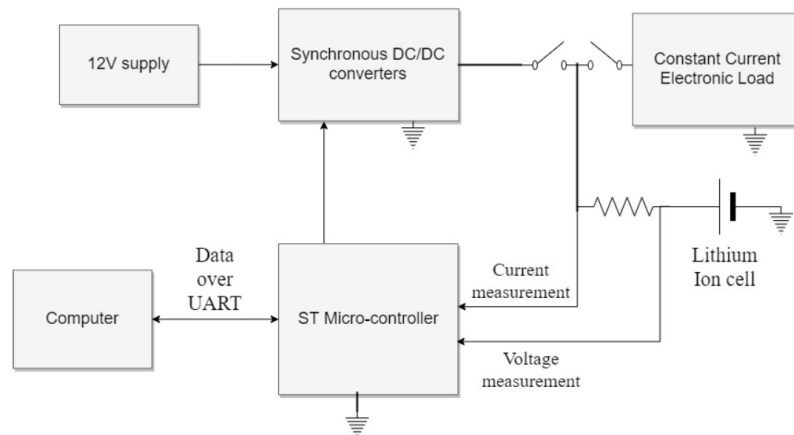 12V supply
Synchronous DC/DC
converters
Constant Current
Electronic Load
Lithium
Ion cell
Data
over
UART
Current
measurement
Computer
ST Micro-controller
Voltage
measurement